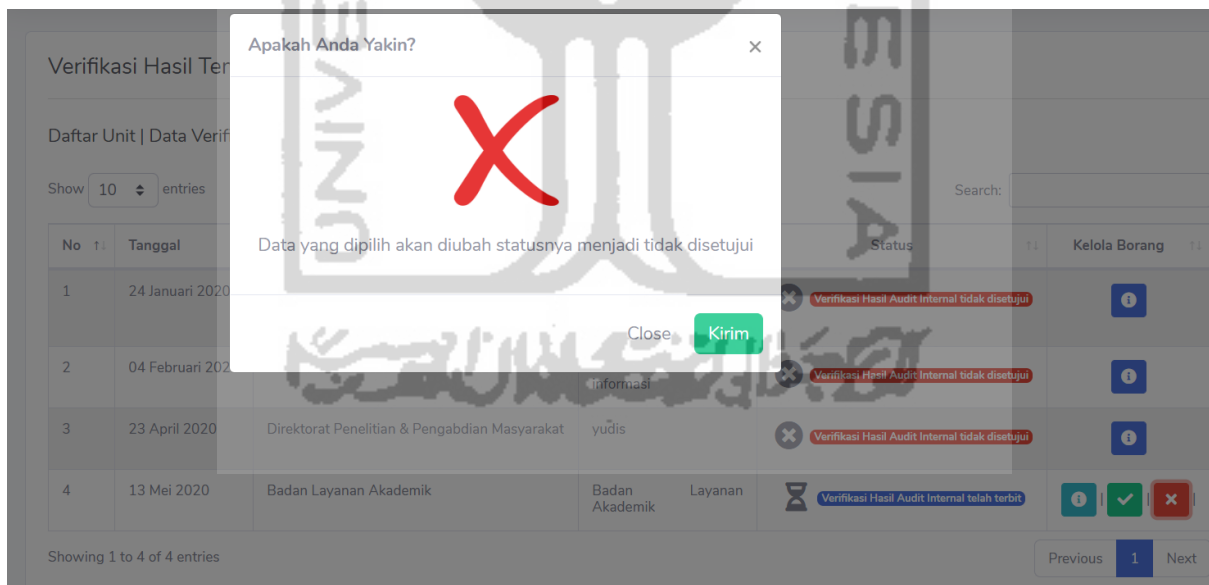 Apakah Anda Yakin? ×
Verifikasi Hasil Ter
Daftar Unit | Data Verif
Data yang dipilih akan diubah statusnya menjadi tidak disetujui
Close Kirim
Show 10 entries Search:
No Tanggal Status Kelola Borang
1 24 Januari 2020 Verifikasi Hasil Audit Internal tidak disetujui
2 04 Februari 202 informasi Verifikasi Hasil Audit Internal tidak disetujui
3 23 April 2020 Direktorat Penelitian & Pengabdian Masyarakat yudis Verifikasi Hasil Audit Internal tidak disetujui
4 13 Mei 2020 Badan Layanan Akademik Badan Layanan Akademik Verifikasi Hasil Audit Internal telah terbit
Showing 1 to 4 of 4 entries Previous 1 Next
UNIVE
ESIA